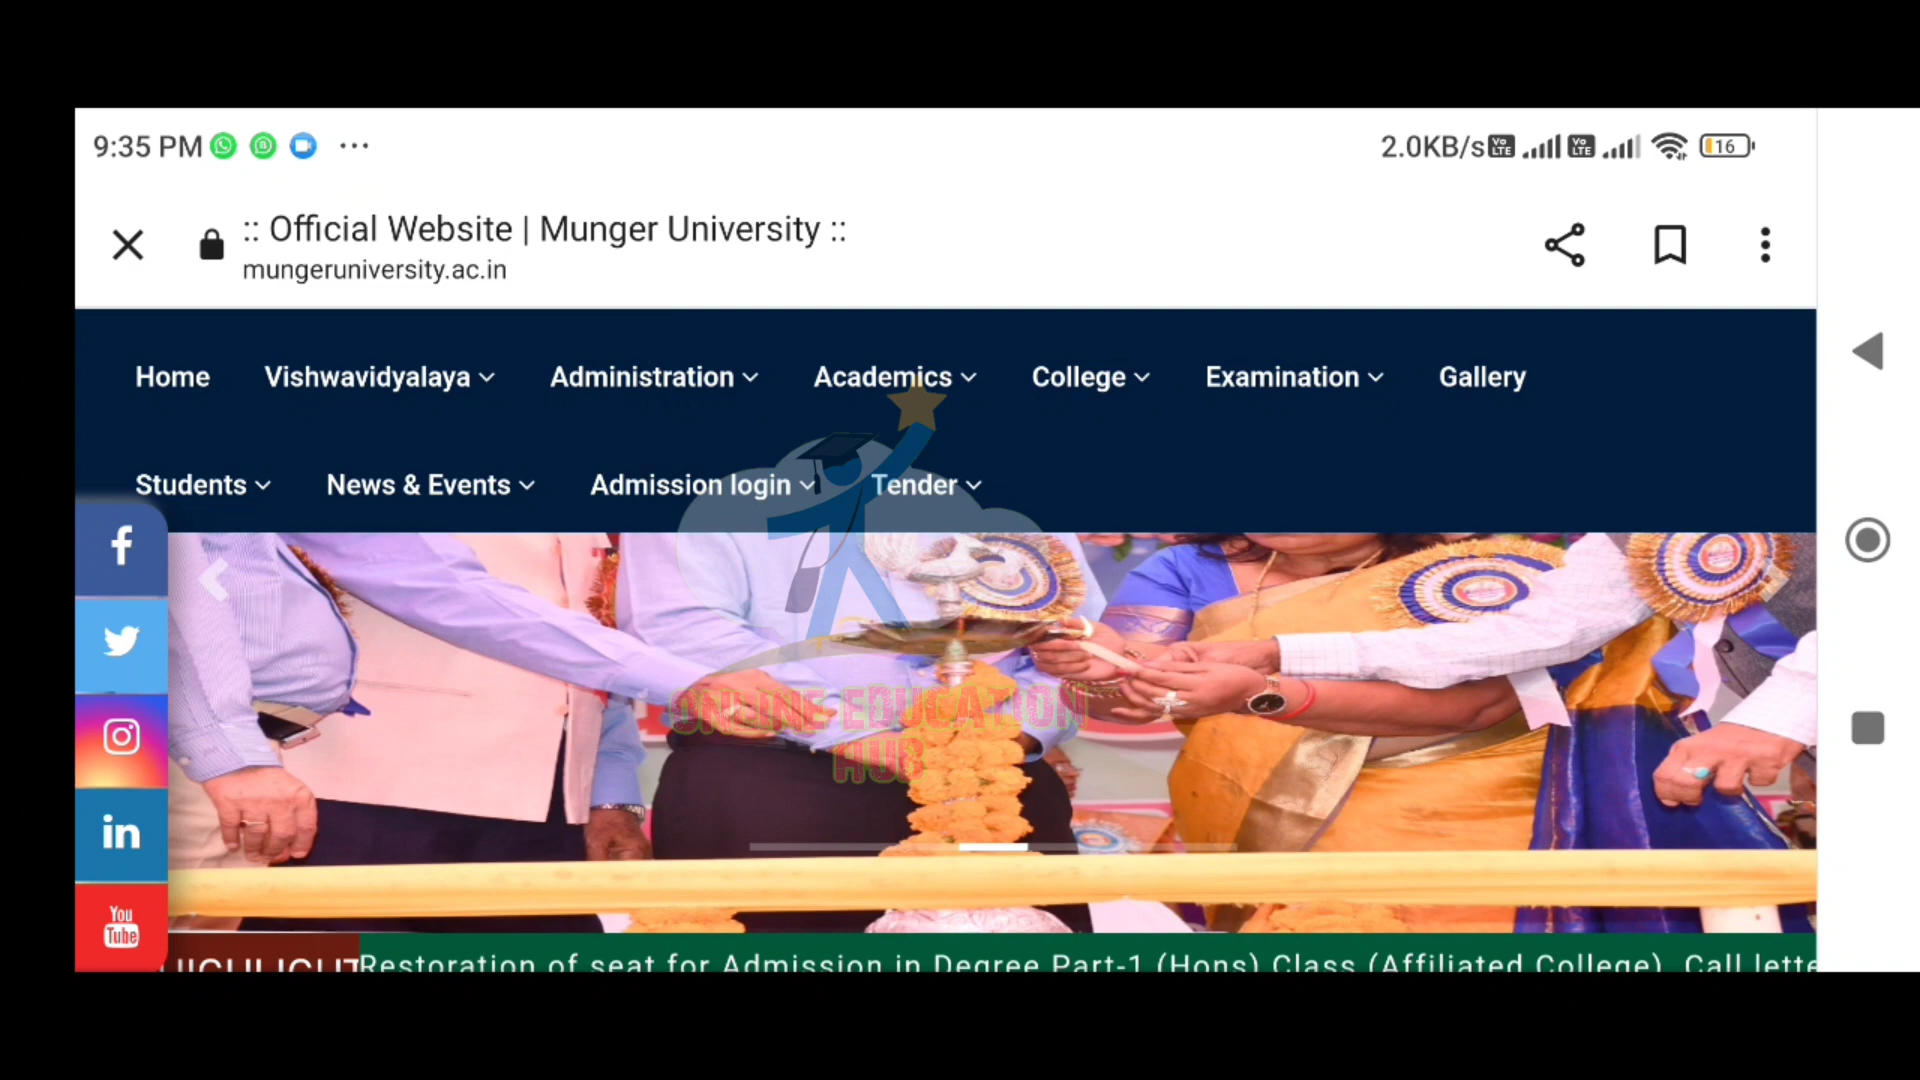 9:35 PM
2.0KB/s
16
:: Official Website | Munger University ::
mungeruniversity.ac.in
Home Vishwavidyalaya Administration Academics College Examination Gallery
Students News & Events Admission login Tender
ONLINE EDUCATION
HUB
in
You
Tube
HIGHLIGHT Restoration of seat for Admission in Degree Part-1 (Hons) Class (Affiliated College) Call lette